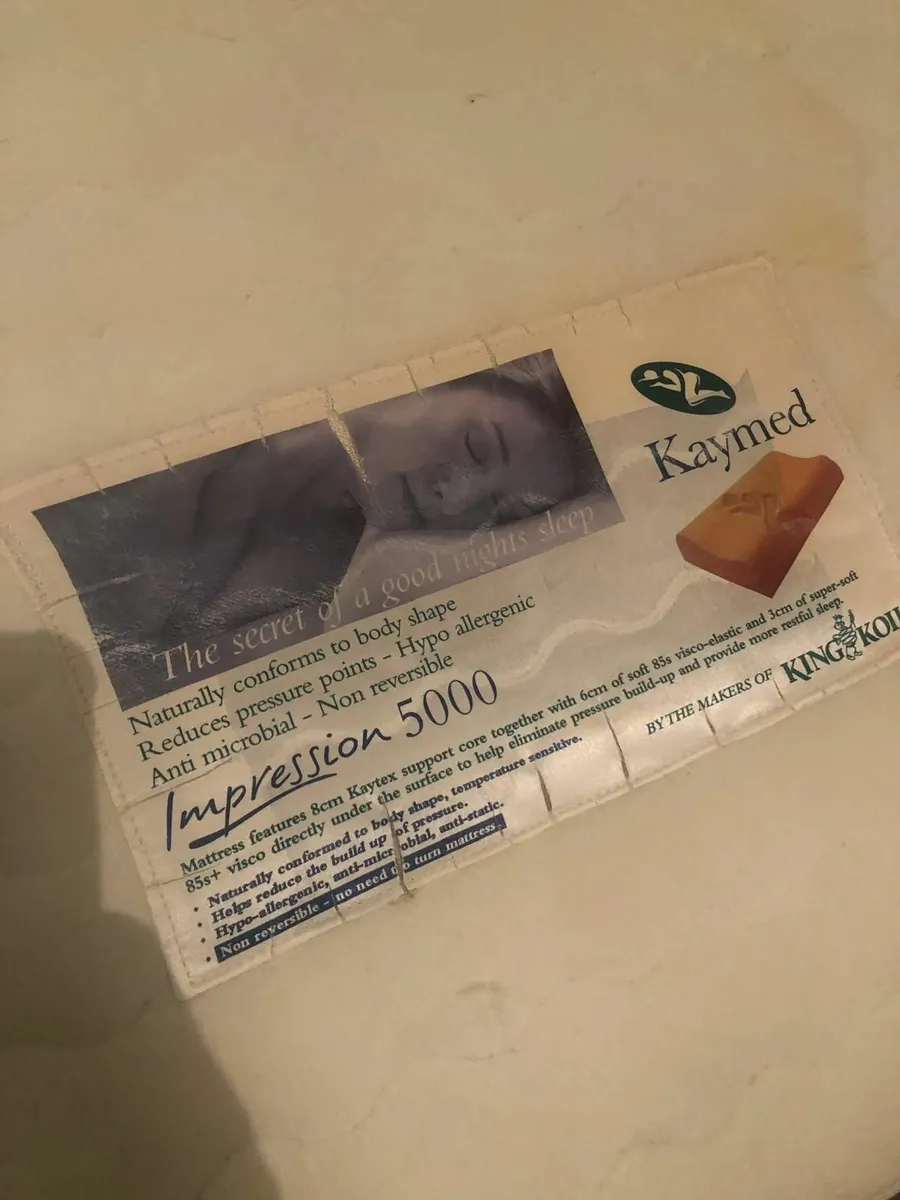 Kaymed
The secret of a good nights sleep
Naturally conforms to body shape
Reduces pressure points - Hypo allergenic
Anti microbial - Non reversible
Impression 5000
Mattress features 8cm Kaytex support core together with 6cm of soft 85s visco-elastic and 3cm of super-soft
85s+ visco directly under the surface to help eliminate pressure build-up and provide more restful sleep.
• Naturally conformed to body shape, temperature sensitive.
• Helps reduce the build up of pressure.
• Hypo-allergenic, anti-microbial, anti-static.
• Non reversible - no need to turn mattress.
BY THE MAKERS OF KING KOIL